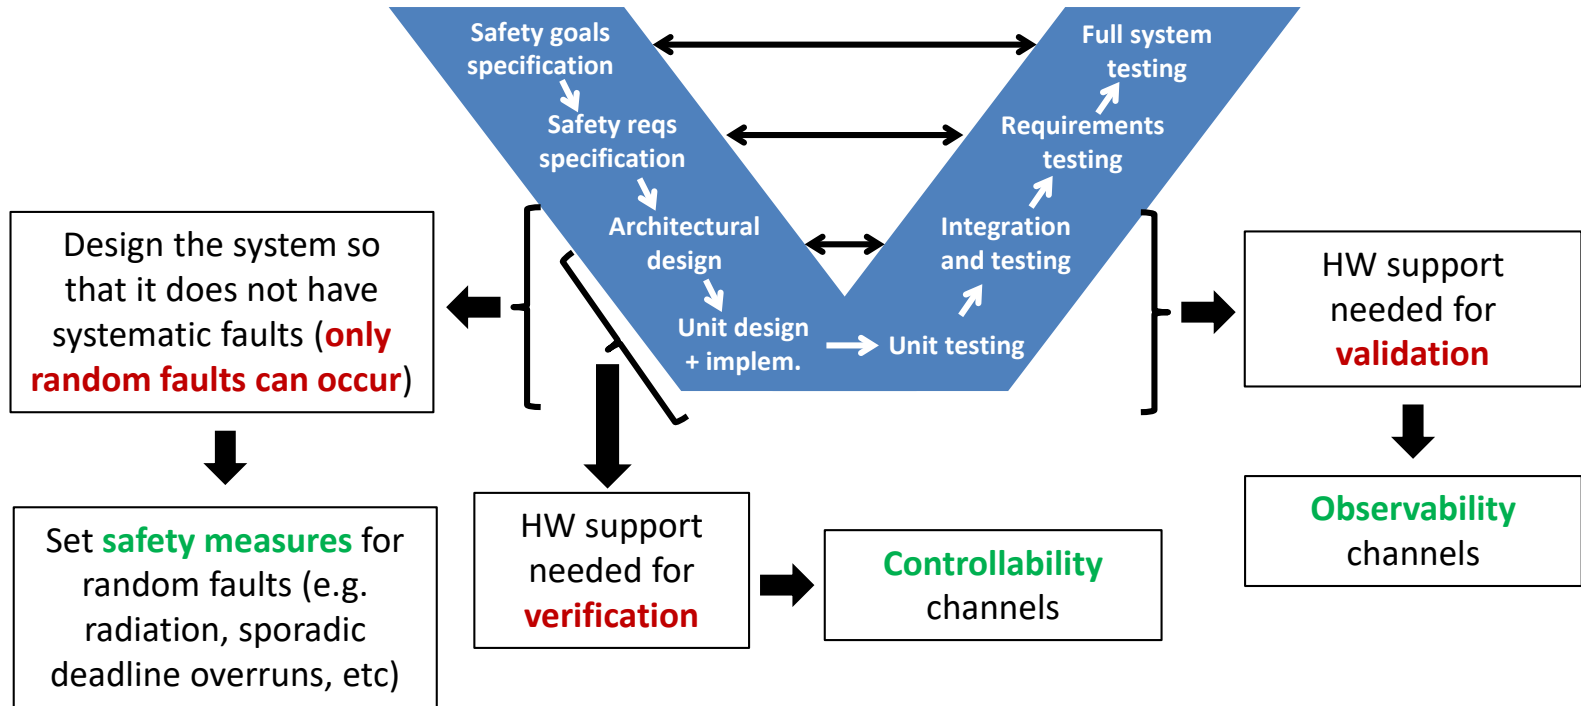 Safety goals
specification
Safety reqs
specification
Architectural
design
Unit design
+ implem.
Unit testing
Integration
and testing
Requirements
testing
Full system
testing
Design the system so
that it does not have
systematic faults (only
random faults can occur)
Set safety measures for
random faults (e.g.
radiation, sporadic
deadline overruns, etc)
HW support
needed for
verification
Controllability
channels
HW support
needed for
validation
Observability
channels